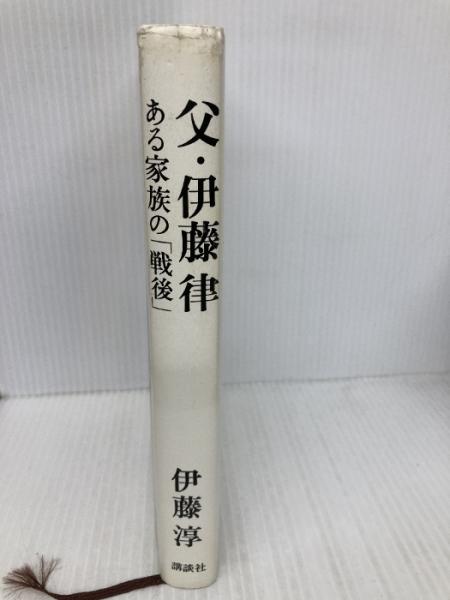 父・伊藤律
ある家族の「戦後」
伊藤淳
講談社